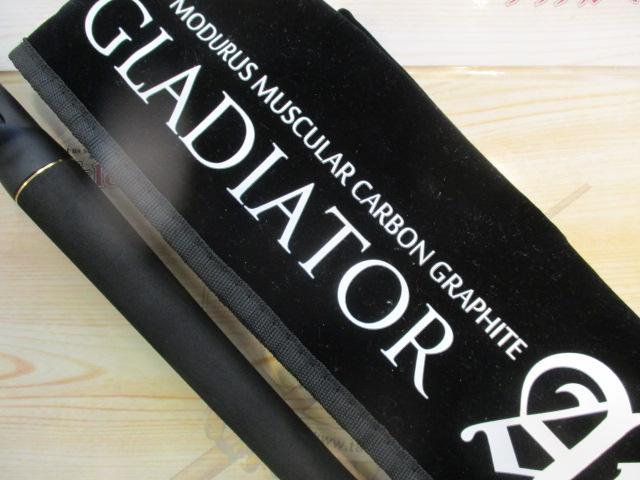 MODURUS MUSCULAR CARBON GRAPHITE
GLADIATOR